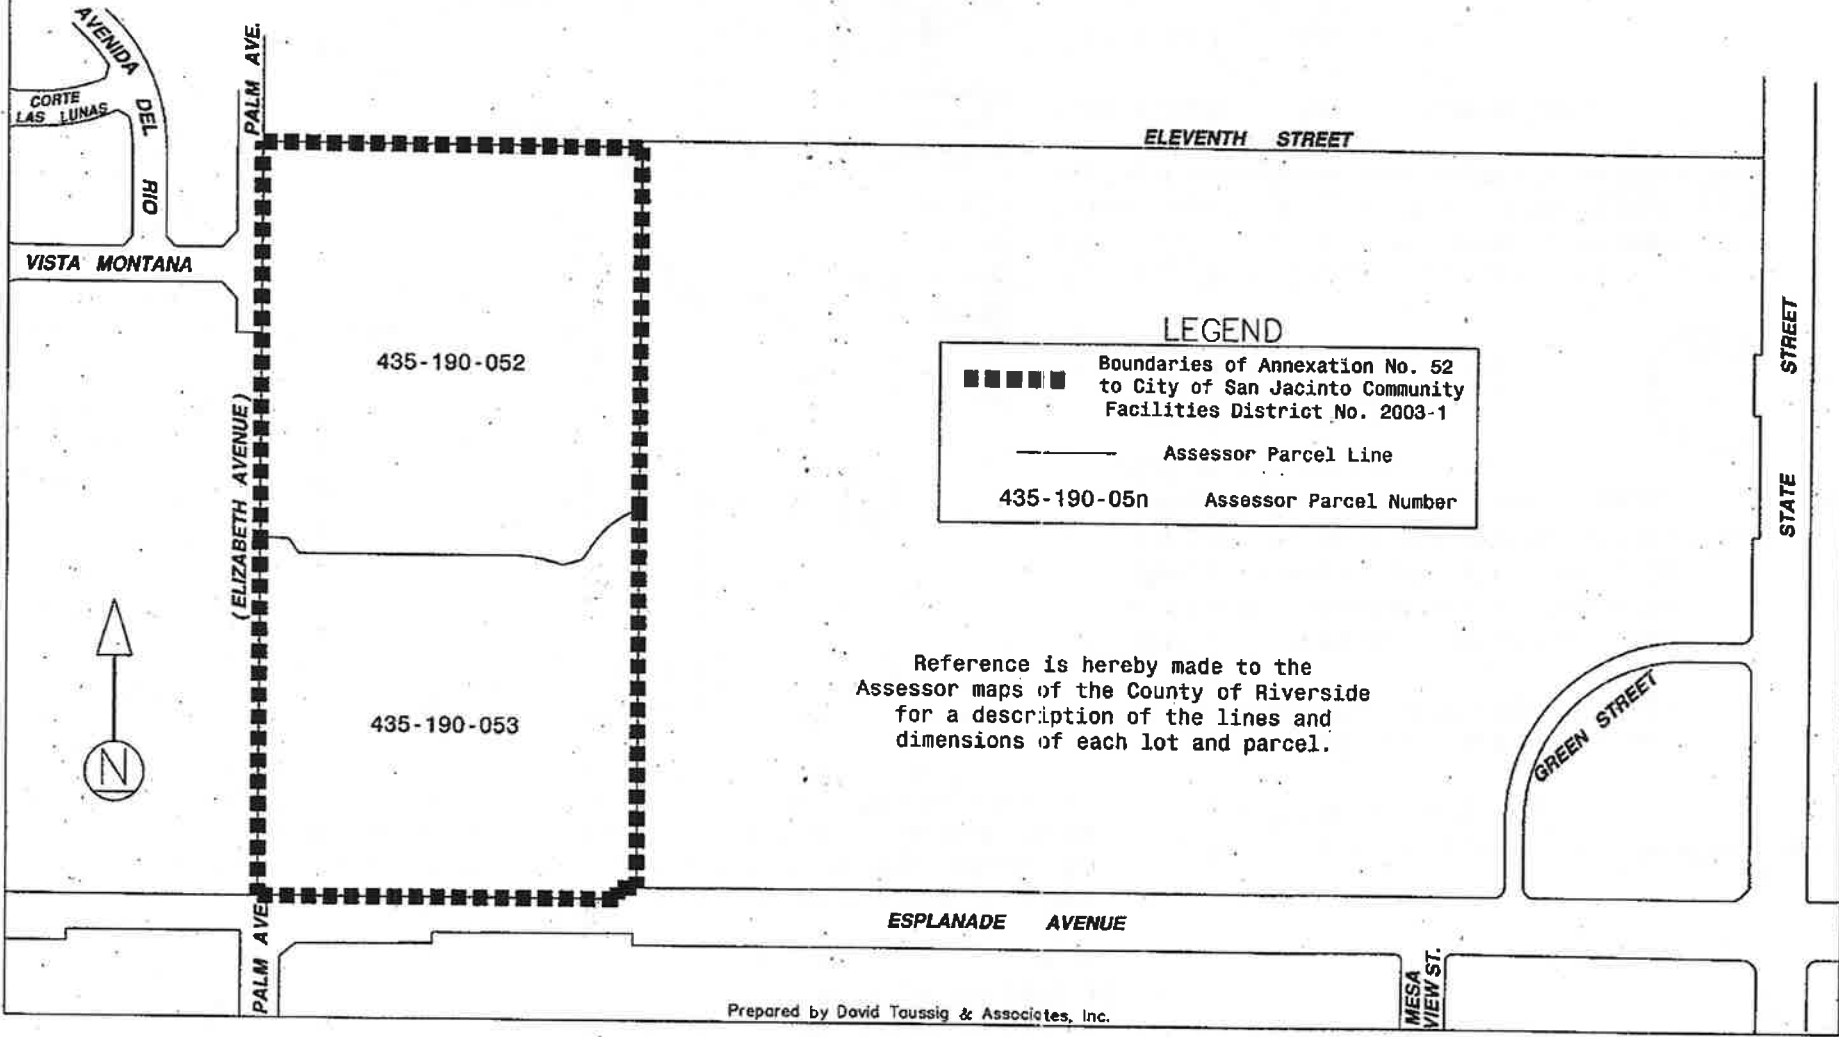 AVENIDA DEL RIO
CORTE
LAS LUNAS
PALM AVE.
ELEVENTH STREET
VISTA MONTANA
435-190-052
(ELIZABETH AVENUE)
LEGEND
Boundaries of Annexation No. 52
to City of San Jacinto Community
Facilities District No. 2003-1
Assessor Parcel Line
435-190-05n Assessor Parcel Number
STATE STREET
N
435-190-053
Reference is hereby made to the
Assessor maps of the County of Riverside
for a description of the lines and
dimensions of each lot and parcel.
GREEN STREET
PALM AVE.
ESPLANADE AVENUE
MESA
VIEW ST.
Prepared by David Taussig & Associates, Inc.